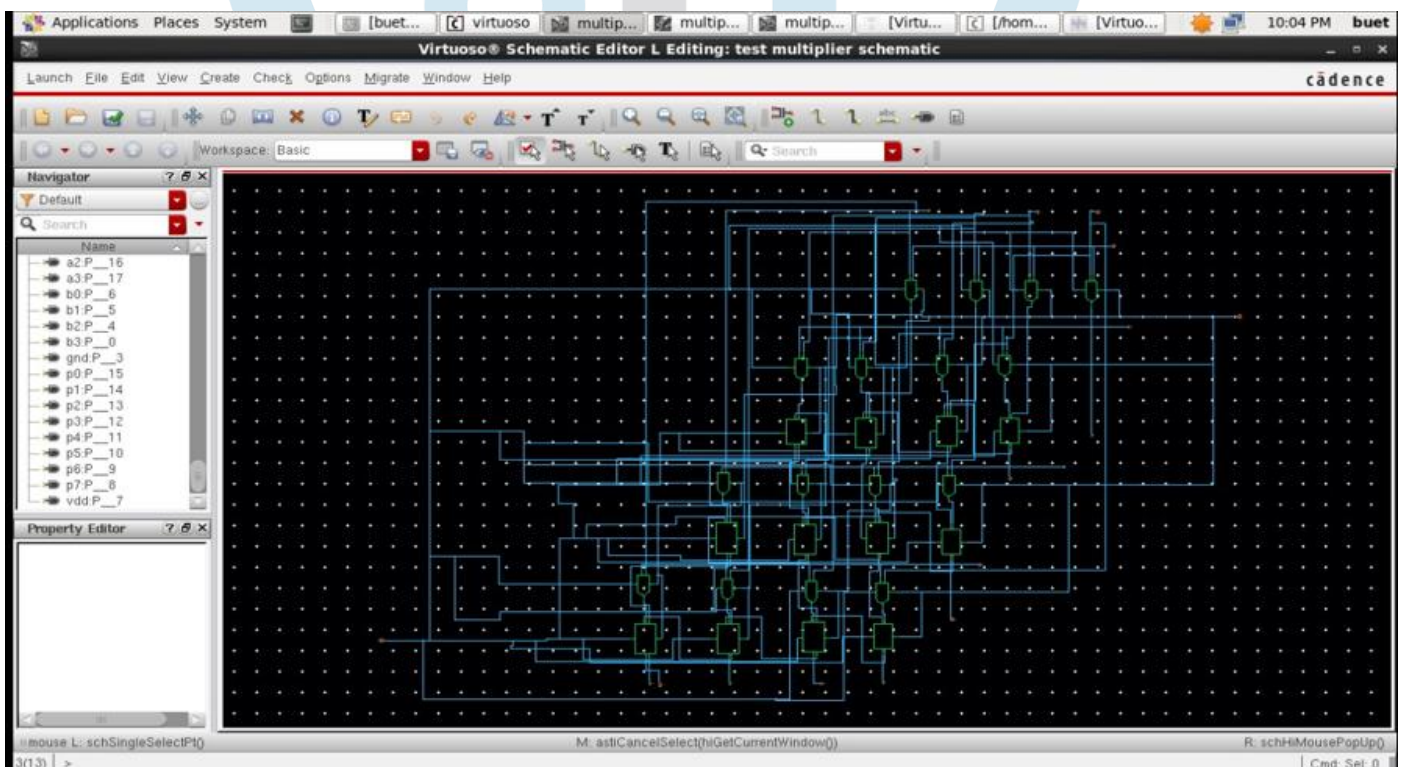 Applications Places System [buet... virtuoso multip... multip... multip... [Virtu... [/hom... [Virtuo... 10:04 PM buet
Virtuoso® Schematic Editor L Editing: test multiplier schematic
Launch File Edit View Create Check Options Migrate Window Help cādence
Workspace: Basic Search
Navigator
Default
Search
Name
a2:P__16
a3:P__17
b0:P__6
b1:P__5
b2:P__4
b3:P__0
gnd:P__3
p0:P__15
p1:P__14
p2:P__13
p3:P__12
p4:P__11
p5:P__10
p6:P__9
p7:P__8
vdd:P__7
Property Editor
mouse L: schSingleSelectPt() M: astiCancelSelect(hiGetCurrentWindow()) R: schHiMousePopUp()
3(13) > Cmd: Sel: 0